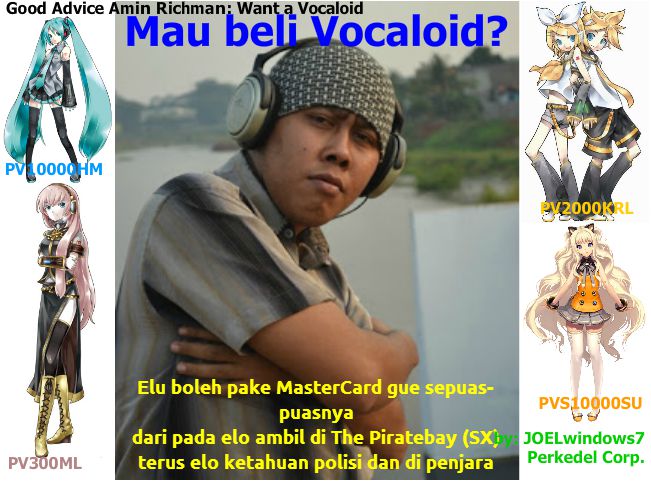 Good Advice Amin Richman: Want a Vocaloid
Mau beli Vocaloid?
PV10000HM
PV2000KRL
Elu boleh pake MasterCard gue sepuas-
puasnya
dari pada elo ambil di The Piratebay (SX)
terus elo ketahuan polisi dan di penjara
PVS10000SU
by: JOELwindows7
Perkedel Corp.
PV300ML